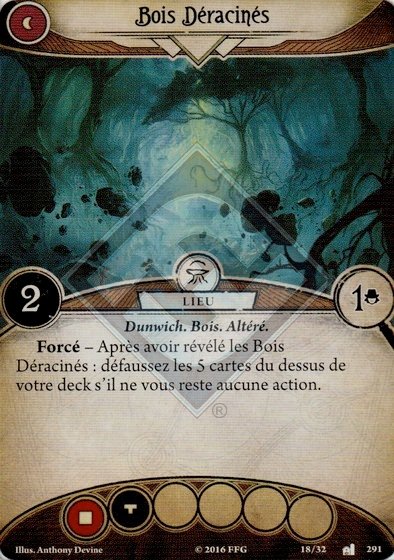 Bois Déracinés
2
LIEU
1
Dunwich. Bois. Altéré.
Forcé – Après avoir révélé les Bois
Déracinés : défaussez les 5 cartes du dessus de
votre deck s'il ne vous reste aucune action.
®
Illus. Anthony Devine © 2016 FFG 18/32 291